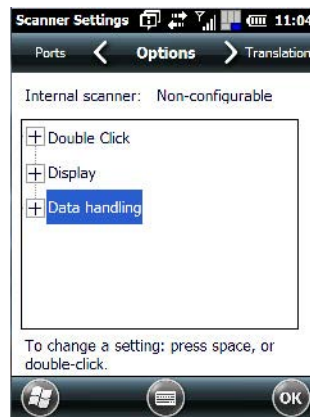 Scanner Settings 11:04
Ports Options Translation
Internal scanner: Non-configurable
Double Click
Display
Data handling
To change a setting: press space, or
double-click.
OK